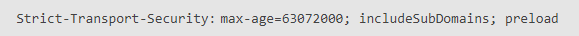 Strict-Transport-Security: max-age=63072000; includeSubDomains; preload